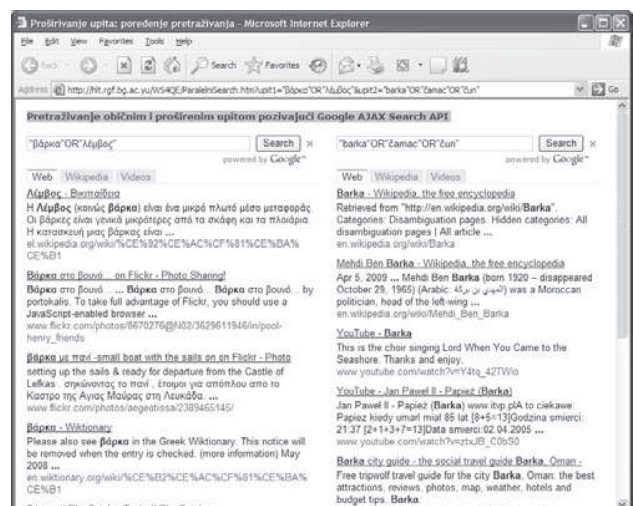 Proširivanje upita: poređenje pretraživanja - Microsoft Internet Explorer
File Edit View Favorites Tools Help
Back Search Favorites
Address http://hlt.rgf.bg.ac.yu/WS4QE/ParalelnSearch.htm?upit1="βάρκα"OR"λέμβος"&upit2="barka"OR"čamac"OR"čun" Go
Pretraživanje običnim i proširenim upitom pozivajući Google AJAX Search API
"βάρκα"OR"λέμβος" Search ×
powered by Google™
Web Wikipedia Videos
Λέμβος - Βικιπαίδεια
Η Λέμβος (κοινώς βάρκα) είναι ένα μικρό πλωτό μέσο μεταφοράς.
Οι βάρκες είναι γενικά μικρότερες από τα σκάφη και τα πλοιάρια.
Η κατασκευή μιας βάρκας είναι ...
el.wikipedia.org/wiki/%CE%92%CE%AC%CF%81%CE%BA%
CE%B1
Βάρκα στο βουνό... on Flickr - Photo Sharing!
Βάρκα στο βουνό... ... Βάρκα στο βουνό... Βάρκα στο βουνό... by
portokalis. To take full advantage of Flickr, you should use a
JavaScript-enabled browser ...
www.flickr.com/photos/8670276@N02/3629611946/in/pool-
henry_friends
βάρκα με πανί -small boat with the sails on on Flickr - Photo
setting up the sails & ready for departure from the Castle of
Lefkas . σηκώνοντας το πανί , έτοιμοι για απόπλου απο το
Καστρο της Αγιας Μαύρας στη Λευκάδα. ...
www.flickr.com/photos/aegeotissa/2389465145/
βάρκα - Wiktionary
Please also see βάρκα in the Greek Wiktionary. This notice will
be removed when the entry is checked. (more information) May
2008 ...
en.wiktionary.org/wiki/%CE%B2%CE%AC%CF%81%CE%BA%
CE%B1
"barka"OR"čamac"OR"čun" Search ×
powered by Google™
Web Wikipedia Videos
Barka - Wikipedia, the free encyclopedia
Retrieved from "http://en.wikipedia.org/wiki/Barka".
Categories: Disambiguation pages. Hidden categories: All
disambiguation pages | All article ...
en.wikipedia.org/wiki/Barka
Mehdi Ben Barka - Wikipedia, the free encyclopedia
Apr 5, 2009 ... Mehdi Ben Barka (born 1920 – disappeared
October 29, 1965) (Arabic: المهدي بن بركة) was a Moroccan
politician, head of the left-wing ...
en.wikipedia.org/wiki/Mehdi_Ben_Barka
YouTube - Barka
This is the choir singing Lord When You Came to the
Seashore. Thanks and enjoy,
www.youtube.com/watch?v=Y4tq_42TWio
YouTube - Jan Paweł II - Papież (Barka)
Jan Paweł II - Papież (Barka) www itvp plA to ciekawe:
Papiez kiedy umarł miał 85 lat [8+5=13]Godzina smierci:
21:37 [2+1+3+7=13]Data smierci:02.04.2005 ...
www.youtube.com/watch?v=ztxJB_C0bS0
Barka city guide - the social travel guide Barka, Oman -
Free tripwolf travel guide for the city Barka, Oman: the best
attractions, reviews, photos, map, weather, hotels and
budget tips. Barka.